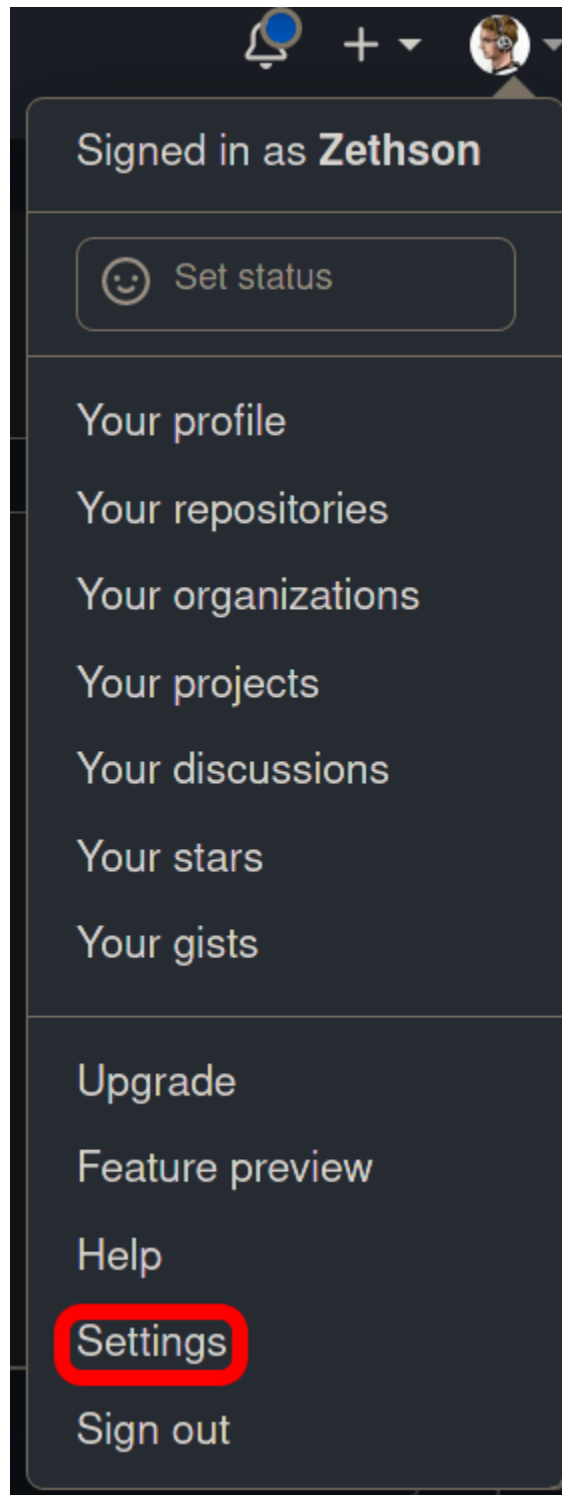 Signed in as Zethson
Set status
Your profile
Your repositories
Your organizations
Your projects
Your discussions
Your stars
Your gists
Upgrade
Feature preview
Help
Settings
Sign out